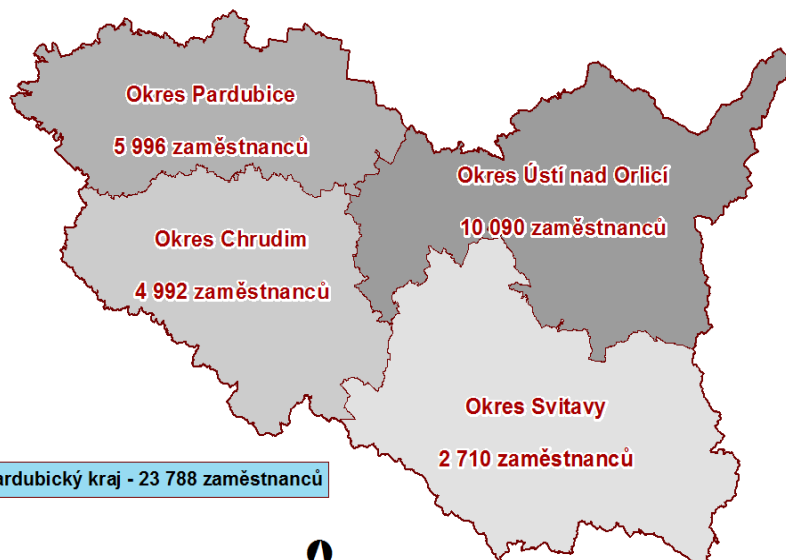 Okres Pardubice
5 996 zaměstnanců
Okres Ústí nad Orlicí
10 090 zaměstnanců
Okres Chrudim
4 992 zaměstnanců
Okres Svitavy
2 710 zaměstnanců
ardubický kraj - 23 788 zaměstnanců